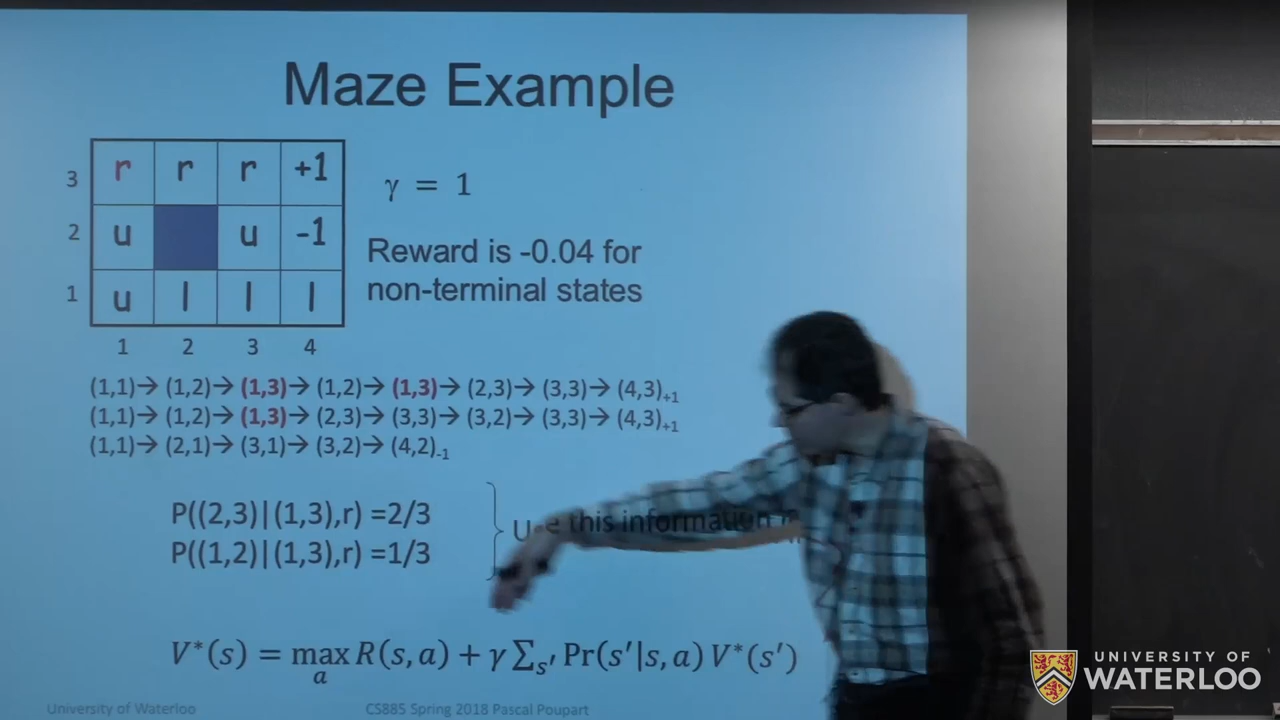 Maze Example
3 r r r +1
2 u u -1
1 u l l l
1 2 3 4
γ = 1
Reward is -0.04 for
non-terminal states
(1,1)→ (1,2)→ (1,3)→ (1,2)→ (1,3)→ (2,3)→ (3,3)→ (4,3)+1
(1,1)→ (1,2)→ (1,3)→ (2,3)→ (3,3)→ (3,2)→ (3,3)→ (4,3)+1
(1,1)→ (2,1)→ (3,1)→ (3,2)→ (4,2)-1
P((2,3)|(1,3),r) =2/3
P((1,2)|(1,3),r) =1/3
Use this information
V*(s) = max R(s, a) + γ Σs′ Pr(s′|s, a) V*(s′)
a
University of Waterloo
CS885 Spring 2018 Pascal Poupart
UNIVERSITY OF
WATERLOO